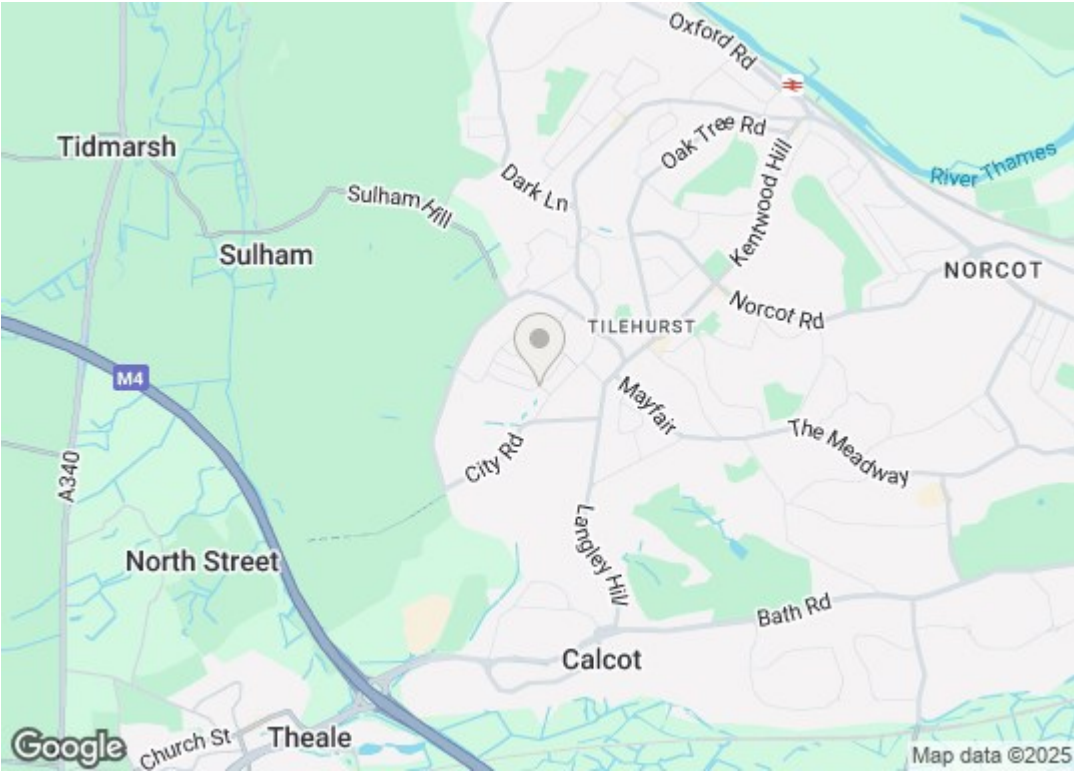 Oxford Rd
Tidmarsh
Oak Tree Rd
River Thames
Dark Ln
Sulham Hill
Kentwood Hill
Sulham
NORCOT
Norcot Rd
TILEHURST
M4
Mayfair
The Meadway
City Rd
A340
Langley Hill
North Street
Bath Rd
Calcot
Church St
Theale
Google
Map data ©2025